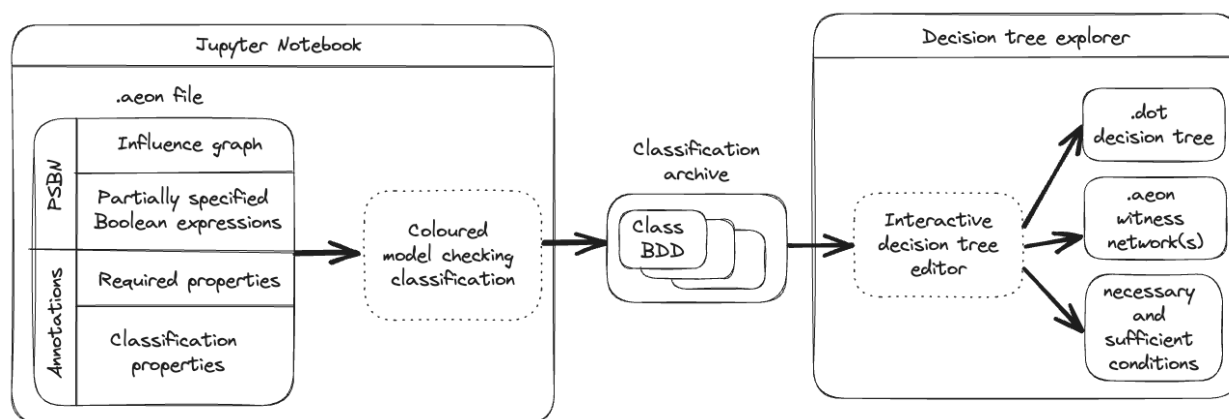 Jupyter Notebook
.aeon file
PSBN
Influence graph
Partially specified
Boolean expressions
Annotations
Required properties
Classification
properties
Coloured
model checking
classification
Classification
archive
Class
BDD
Decision tree explorer
Interactive
decision tree
editor
.dot
decision tree
.aeon
witness
network(s)
necessary
and
sufficient
conditions